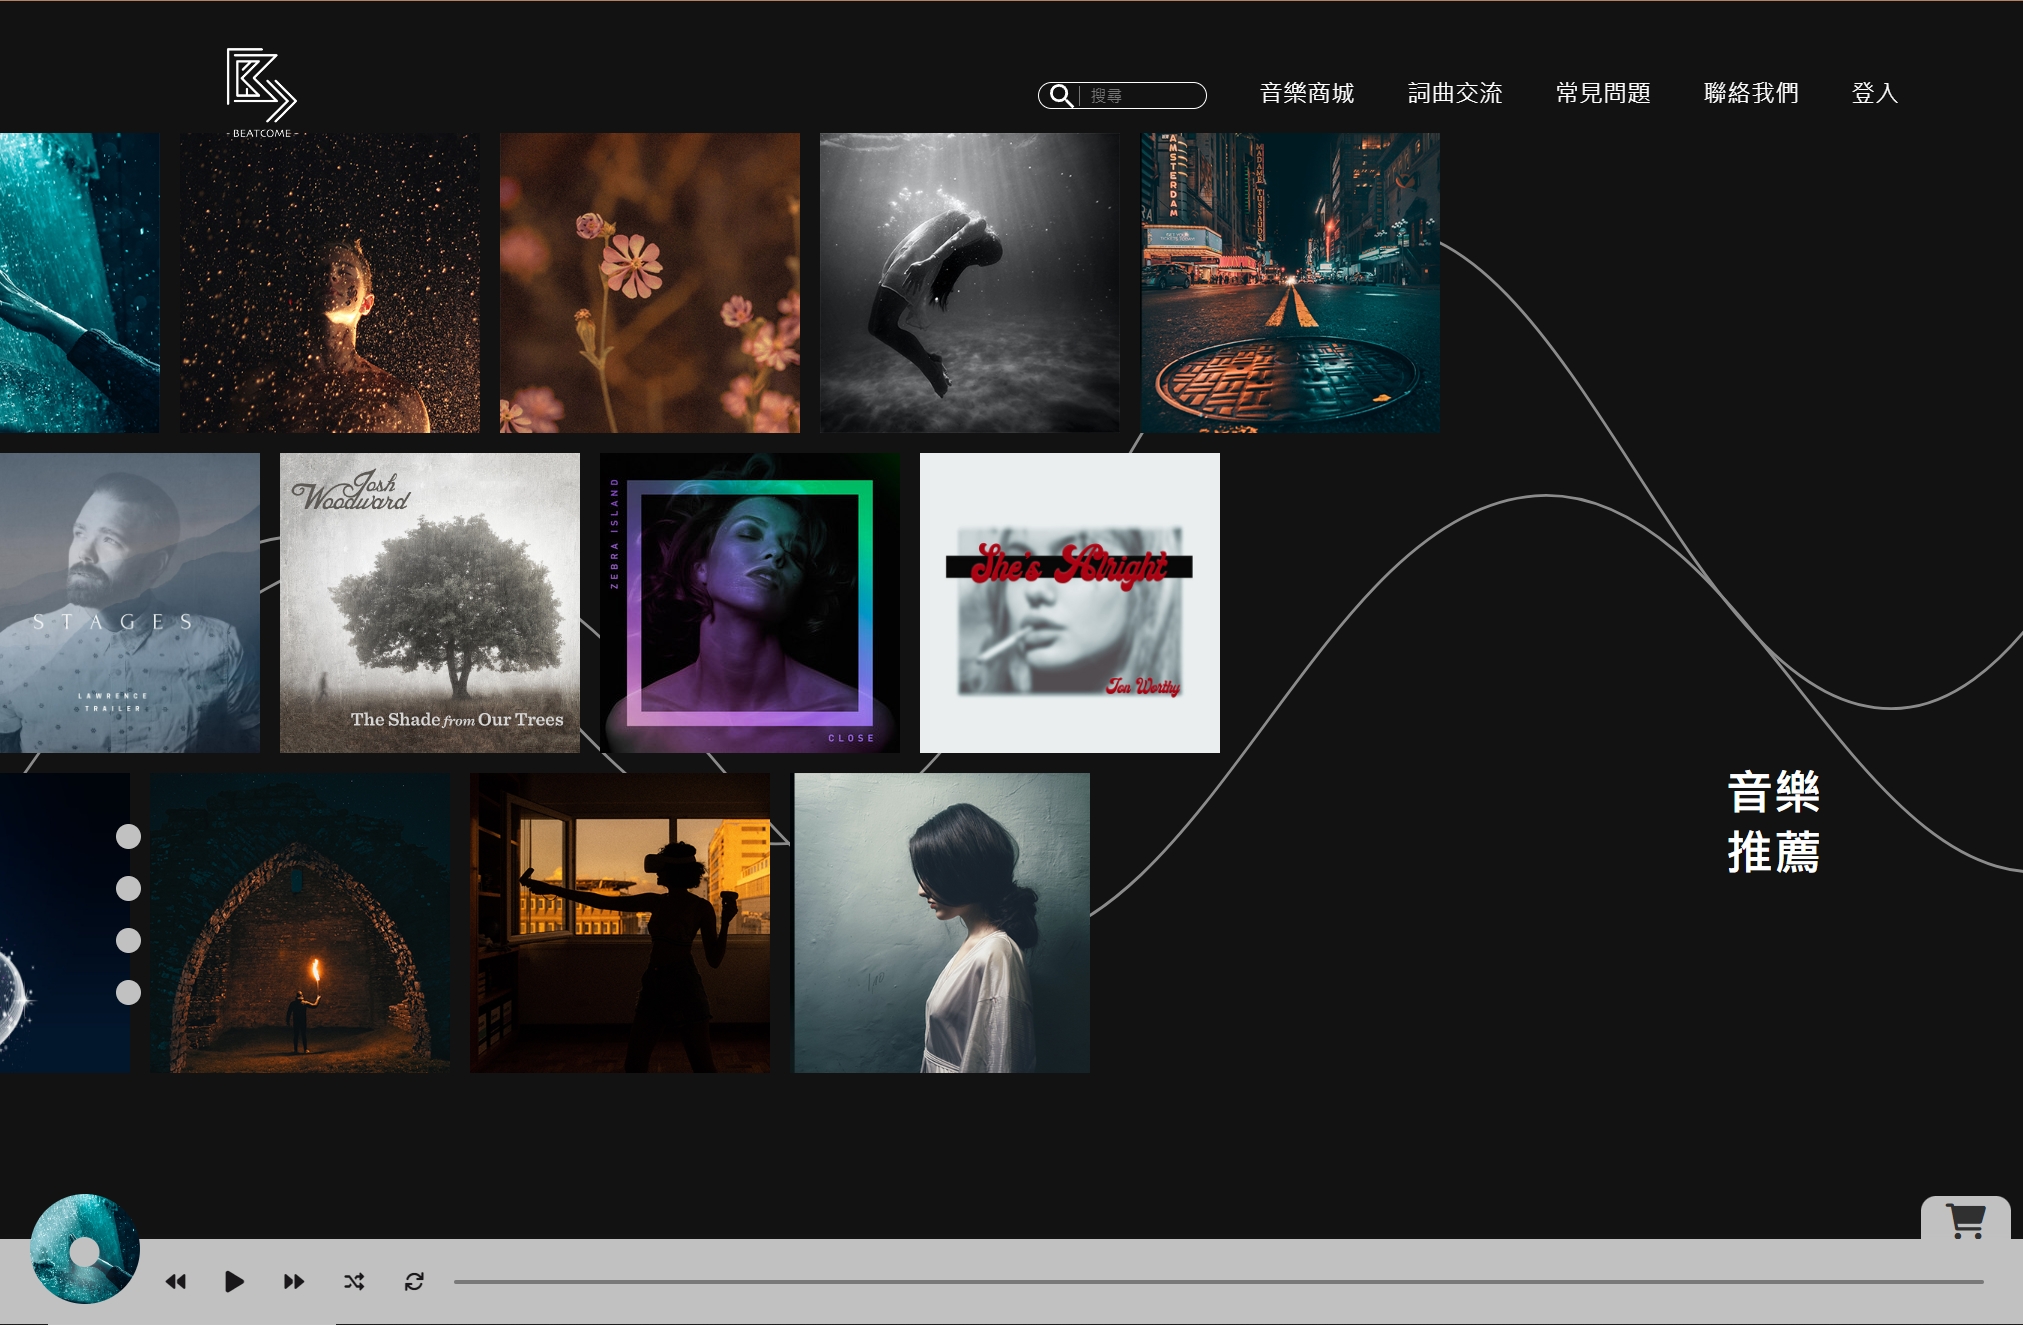 - BEATCOME -
搜尋
音樂商城
詞曲交流
常見問題
聯絡我們
登入
AMSTERDAM
MADAME TUSSAUDS
STAGES
LAWRENCE
TRAILER
Josh
Woodward
The Shade from Our Trees
ZEBRA ISLAND
CLOSE
She's Alright
Jon Worthy
音樂
推薦